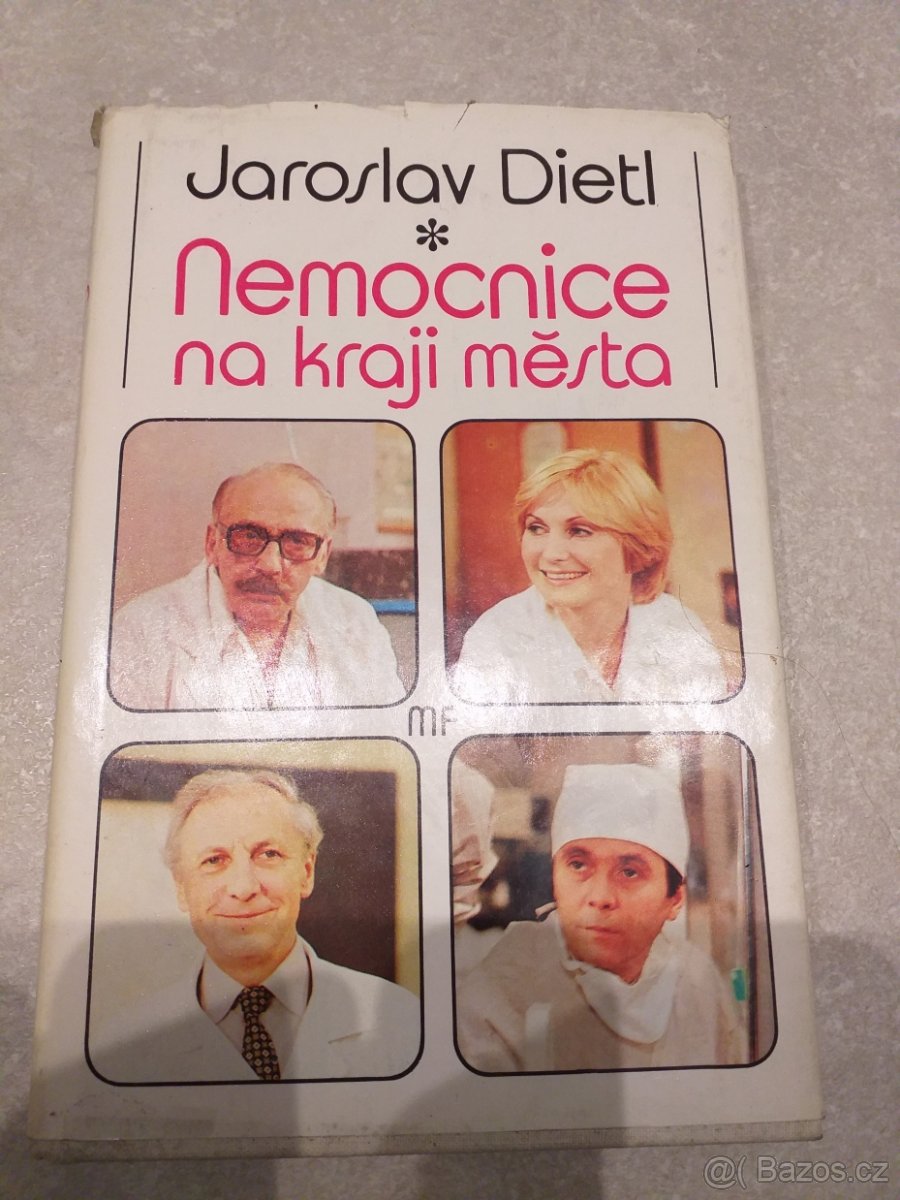 Jaroslav Dietl
*
Nemocnice
na kraji města
MF
@( Bazos.cz